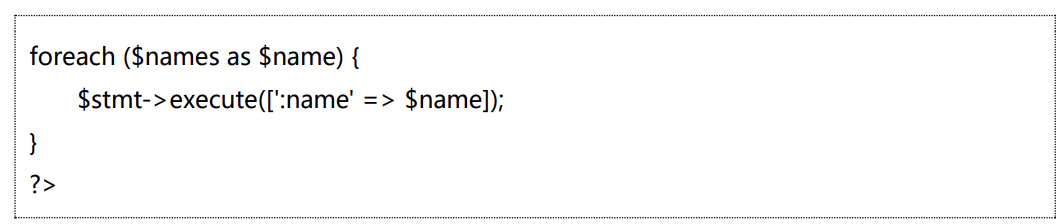 foreach ($names as $name) {
$stmt->execute([':name' => $name]);
}
?>